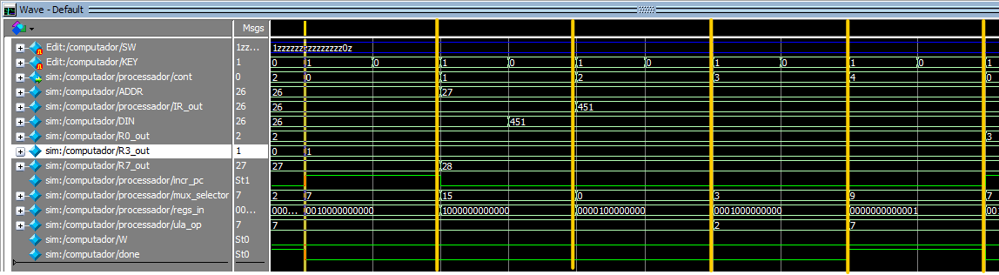 Wave - Default
Msgs
Edit:/computador/SW 1zz... 1zzzzzz zzzzzzzzz0z
Edit:/computador/KEY 1 0 1 0 1 0 1 0 1 0 1 0 1
sim:/computador/processador/cont 0 2 0 1 2 3 4 0
sim:/computador/ADDR 26 26 27
sim:/computador/processador/IR_out 26 26 451
sim:/computador/DIN 26 26 451
sim:/computador/R0_out 2 2 3
sim:/computador/R3_out 1 0 1
sim:/computador/R7_out 27 27 28
sim:/computador/processador/incr_pc St1
sim:/computador/processador/mux_selector 7 2 7 15 0 3 9 7
sim:/computador/processador/regs_in 00... 000... 0010000000000 1000000000000 0000100000000 0001000000000 0000000000001 001
sim:/computador/processador/ula_op 7 7 2 7
sim:/computador/W St0
sim:/computador/done St0